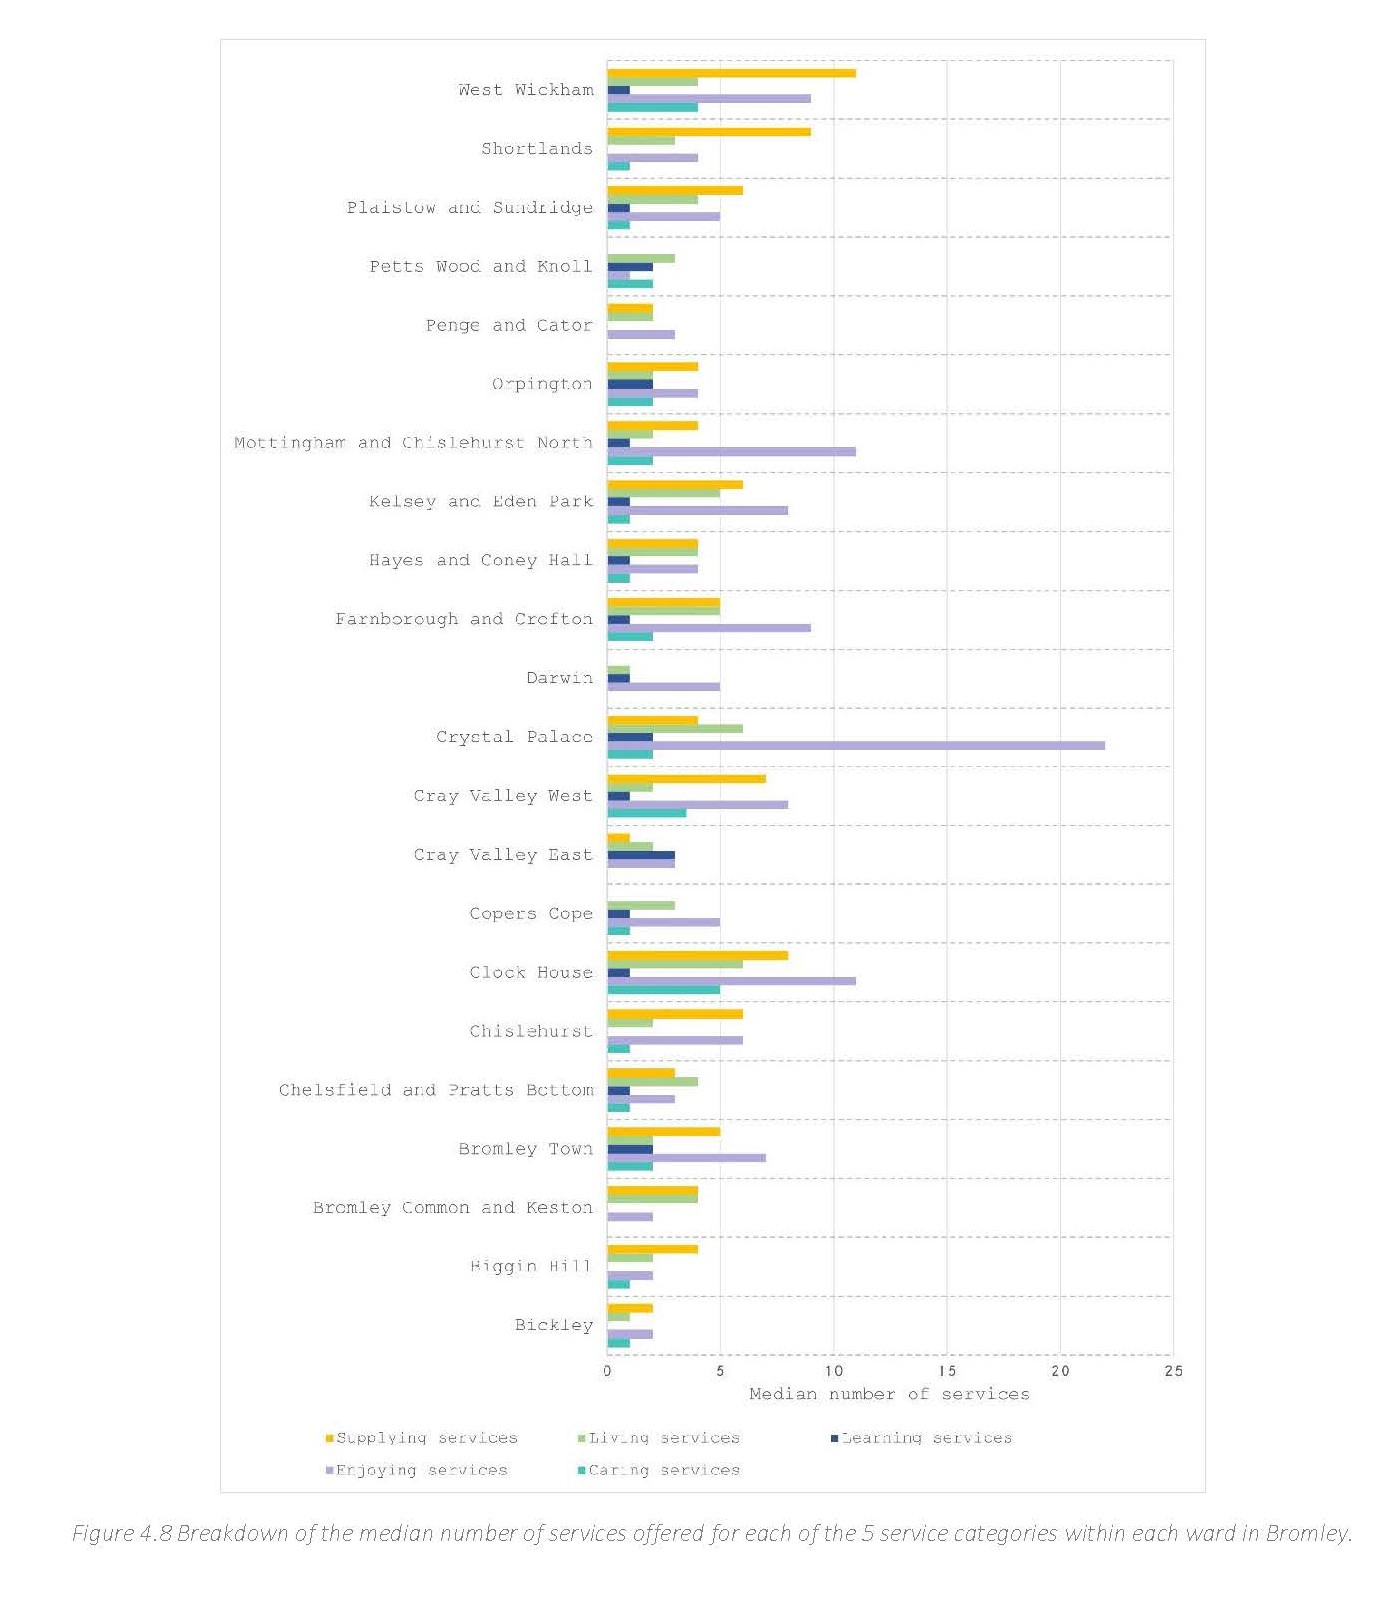 West Wickham
Shortlands
Plaistow and Sundridge
Petts Wood and Knoll
Penge and Cator
Orpington
Mottingham and Chislehurst North
Kelsey and Eden Park
Hayes and Coney Hall
Farnborough and Crofton
Darwin
Crystal Palace
Cray Valley West
Cray Valley East
Copers Cope
Clock House
Chislehurst
Chelsfield and Pratts Bottom
Bromley Town
Bromley Common and Keston
Biggin Hill
Bickley
0 5 10 15 20 25
Median number of services
Supplying services Living services Learning services
Enjoying services Caring services
Figure 4.8 Breakdown of the median number of services offered for each of the 5 service categories within each ward in Bromley.